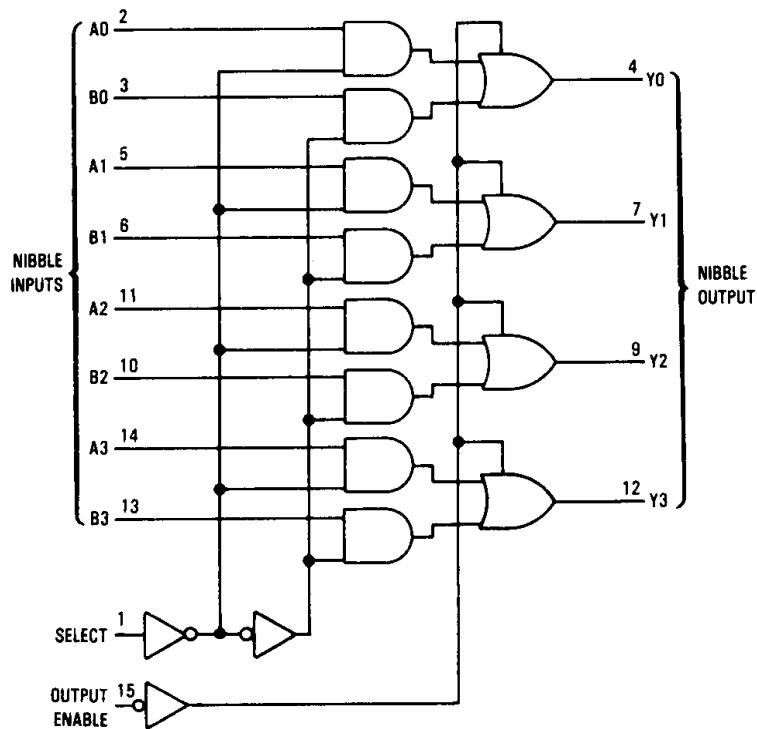 A0 2
B0 3
4 Y0
A1 5
B1 6
7 Y1
NIBBLE
INPUTS
NIBBLE
OUTPUT
A2 11
B2 10
9 Y2
A3 14
B3 13
12 Y3
SELECT 1
OUTPUT 15
ENABLE